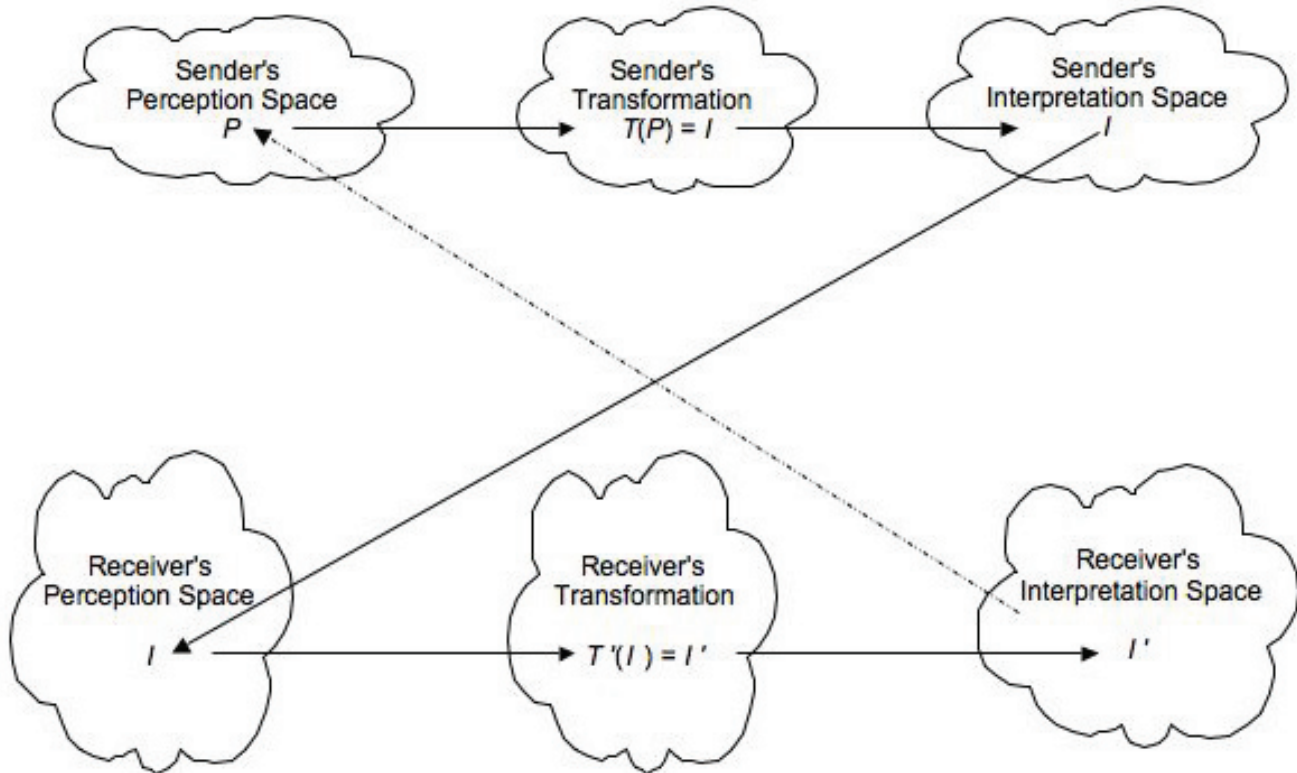 Sender's
Perception Space
P
Sender's
Transformation
T(P) = I
Sender's
Interpretation Space
I
Receiver's
Perception Space
I
Receiver's
Transformation
T '(I ) = I '
Receiver's
Interpretation Space
I '